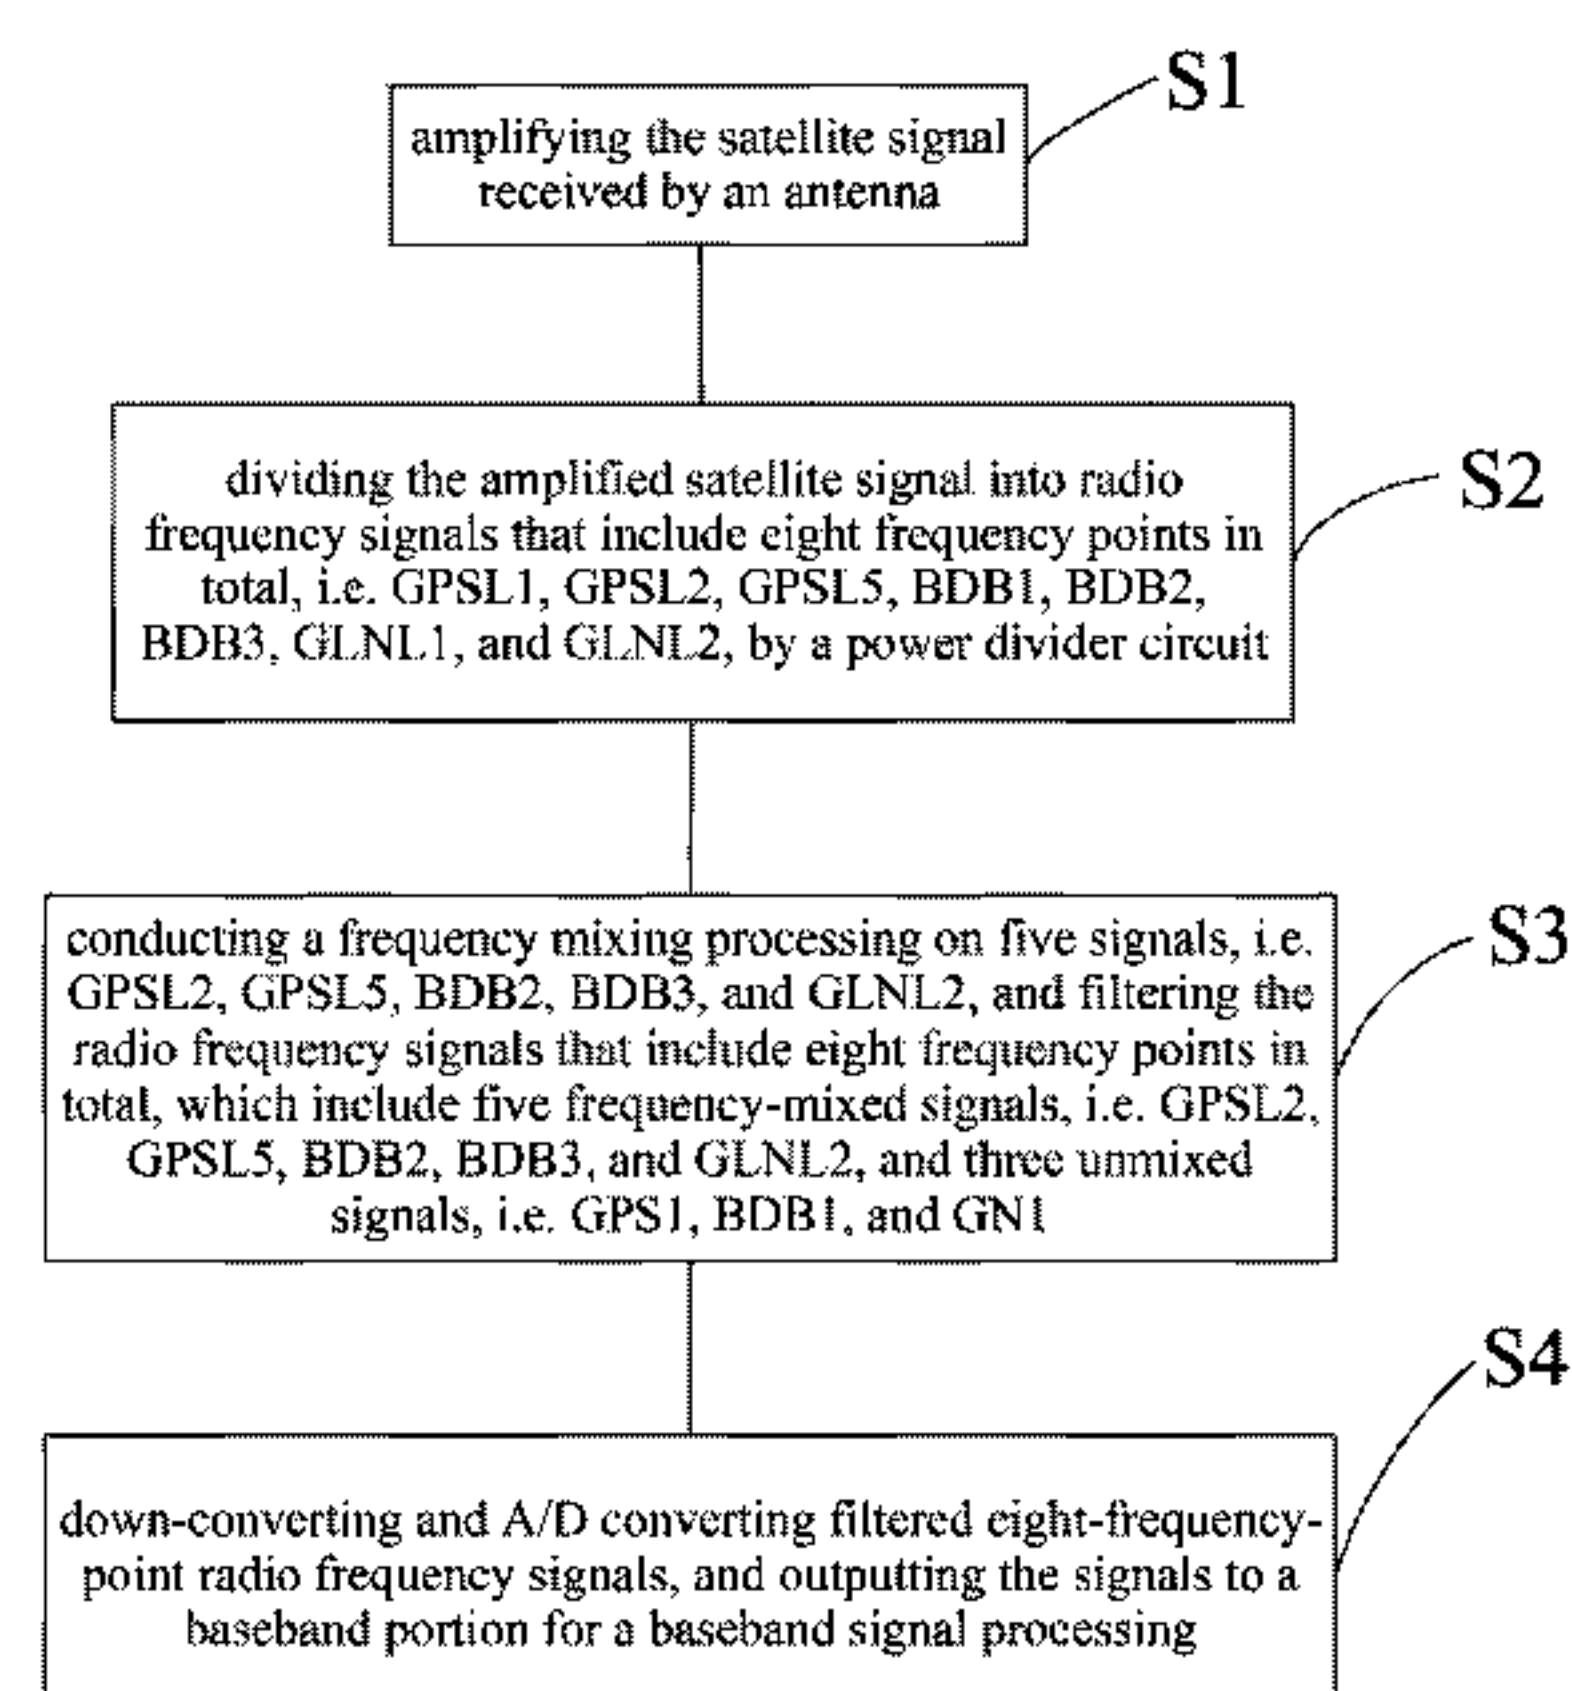 S1
amplifying the satellite signal
received by an antenna
S2
dividing the amplified satellite signal into radio
frequency signals that include eight frequency points in
total, i.e. GPSL1, GPSL2, GPSL5, BDB1, BDB2,
BDB3, GLNL1, and GLNL2, by a power divider circuit
S3
conducting a frequency mixing processing on five signals, i.e.
GPSL2, GPSL5, BDB2, BDB3, and GLNL2, and filtering the
radio frequency signals that include eight frequency points in
total, which include five frequency-mixed signals, i.e. GPSL2,
GPSL5, BDB2, BDB3, and GLNL2, and three unmixed
signals, i.e. GPS1, BDB1, and GN1
S4
down-converting and A/D converting filtered eight-frequency-
point radio frequency signals, and outputting the signals to a
baseband portion for a baseband signal processing